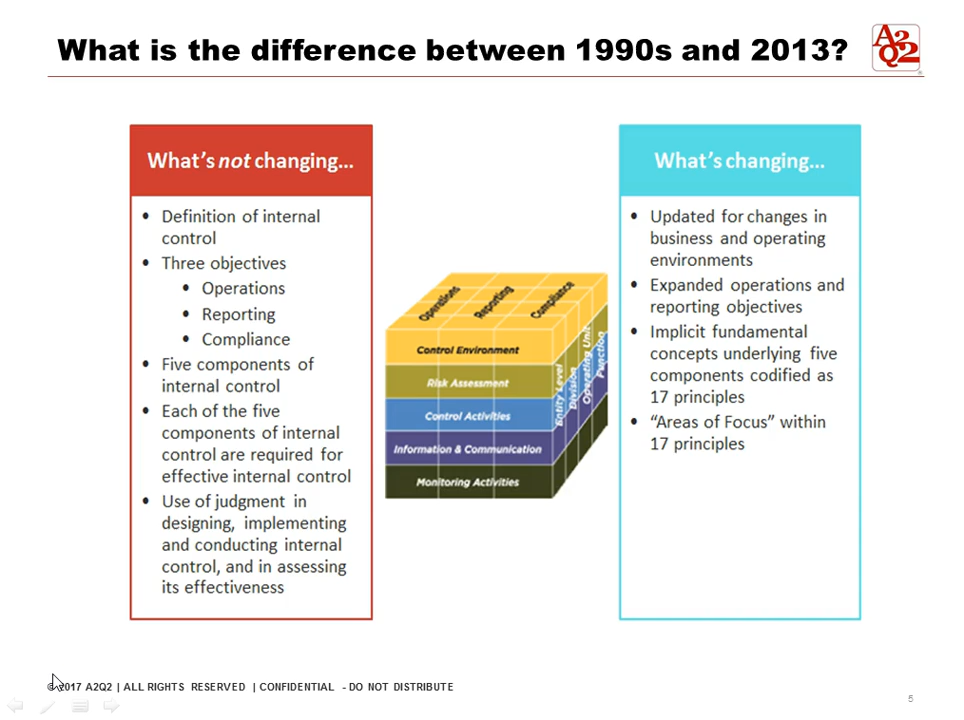 What is the difference between 1990s and 2013?
A2
Q2
®
What's not changing...
• Definition of internal
control
• Three objectives
• Operations
• Reporting
• Compliance
• Five components of
internal control
• Each of the five
components of internal
control are required for
effective internal control
• Use of judgment in
designing, implementing
and conducting internal
control, and in assessing
its effectiveness
Operations
Reporting
Compliance
Control Environment
Risk Assessment
Control Activities
Information & Communication
Monitoring Activities
Entity Level
Division
Operating Unit
Function
What's changing...
• Updated for changes in
business and operating
environments
• Expanded operations and
reporting objectives
• Implicit fundamental
concepts underlying five
components codified as
17 principles
• “Areas of Focus” within
17 principles
© 2017 A2Q2 | ALL RIGHTS RESERVED | CONFIDENTIAL - DO NOT DISTRIBUTE
5